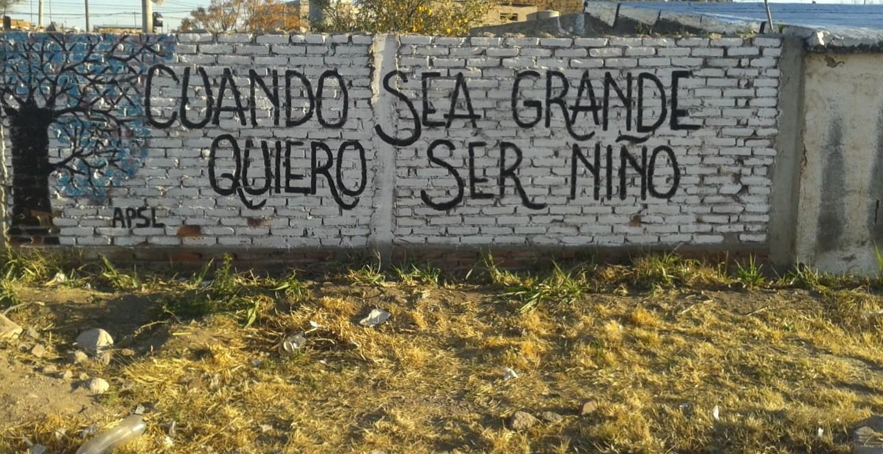 CUANDO SEA GRANDE
QUIERO SER NIÑO
APSL